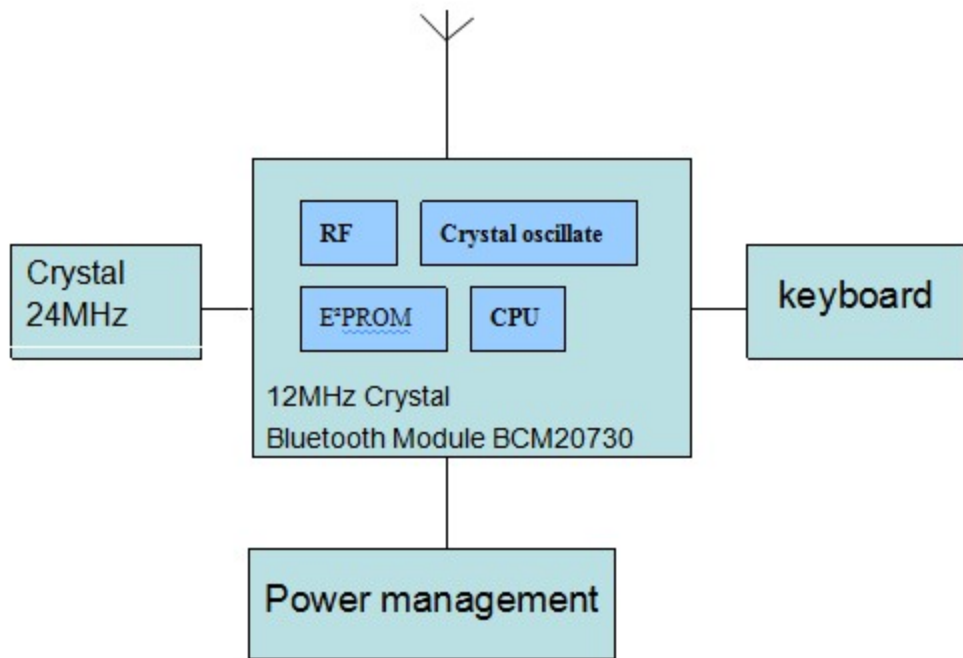 RF
Crystal oscillate
Crystal
24MHz
E²PROM
CPU
keyboard
12MHz Crystal
Bluetooth Module BCM20730
Power management